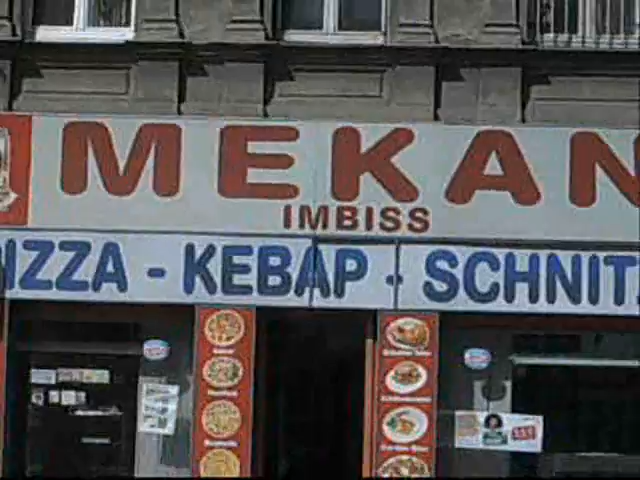 MEKAN
IMBISS
IZZA - KEBAP - SCHNIT